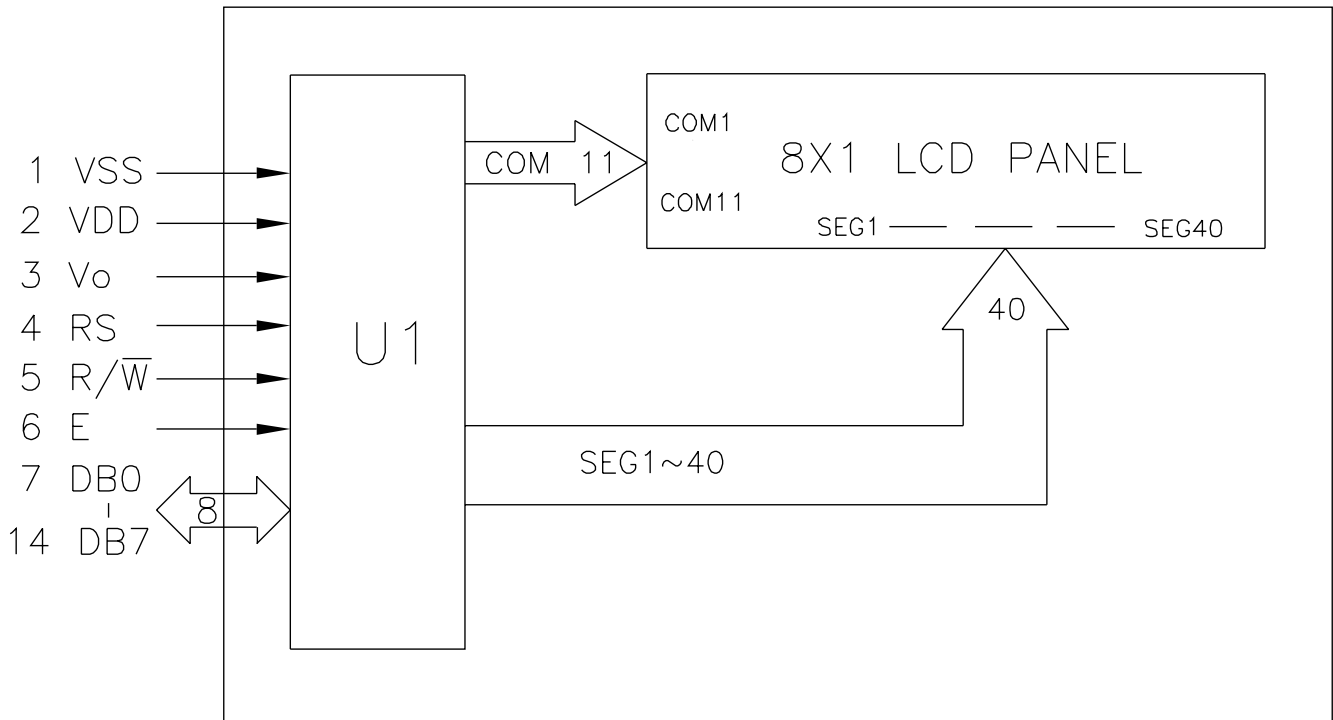 1 VSS
2 VDD
3 Vo
4 RS
5 R/W̅
6 E
7 DB0
14 DB7
8
U1
COM 11
COM1
8X1 LCD PANEL
COM11
SEG1 SEG40
40
SEG1~40